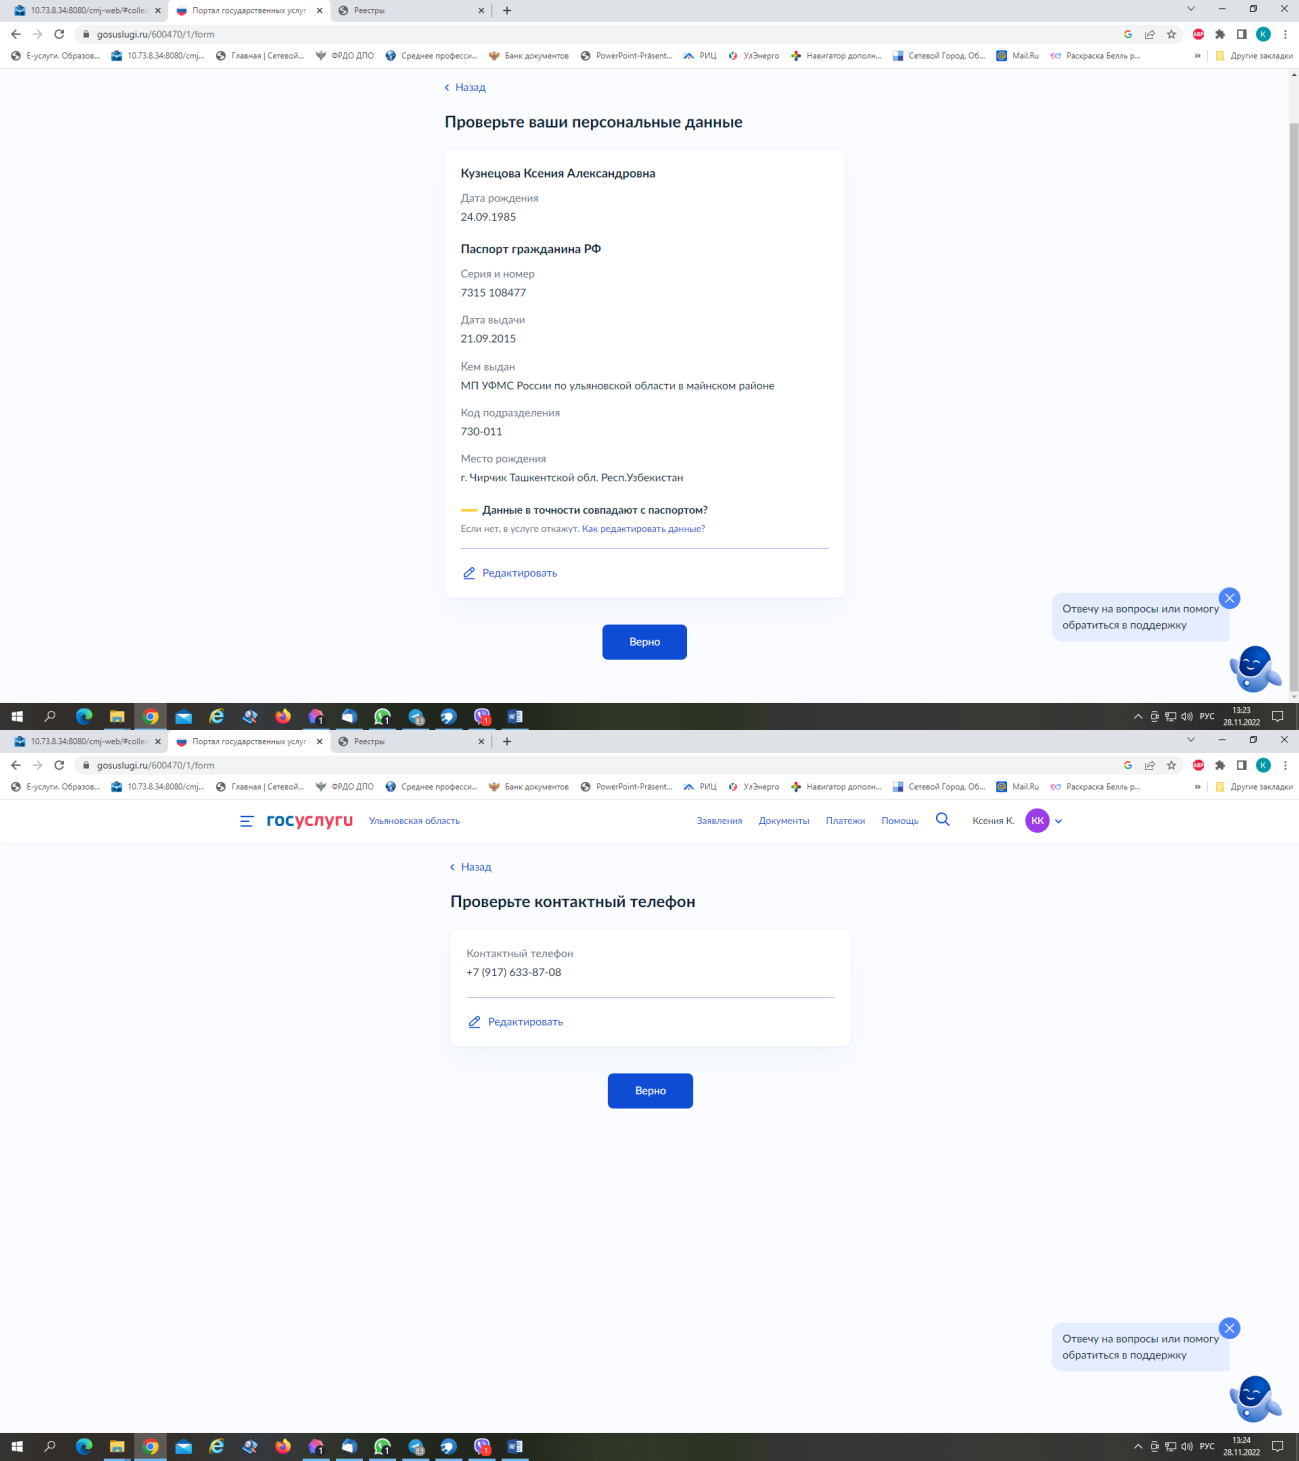 10.73.8.34:8080/cmj-web/#collec
Портал государственных услуг
Реестры
gosuslugi.ru/600470/1/form
Е-услуги. Образов...
10.73.8.34:8080/cmj...
Главная | Сетевой...
ФРДО ДПО
Среднее професси...
Банк документов
PowerPoint-Präsent...
РИЦ
УлЭнерго
Навигатор дополн...
Сетевой Город. Об...
Mail.Ru
Раскраска Белль р...
»
Другие закладки
Назад
Проверьте ваши персональные данные
Кузнецова Ксения Александровна
Дата рождения
24.09.1985
Паспорт гражданина РФ
Серия и номер
7315 108477
Дата выдачи
21.09.2015
Кем выдан
МП УФМС России по ульяновской области в майнском районе
Код подразделения
730-011
Место рождения
г. Чирчик Ташкентской обл. Респ.Узбекистан
Данные в точности совпадают с паспортом?
Если нет, в услуге откажут. Как редактировать данные?
Редактировать
Верно
Отвечу на вопросы или помогу
обратиться в поддержку
РУС
13:23
28.11.2022
10.73.8.34:8080/cmj-web/#collec
Портал государственных услуг
Реестры
gosuslugi.ru/600470/1/form
Е-услуги. Образов...
10.73.8.34:8080/cmj...
Главная | Сетевой...
ФРДО ДПО
Среднее професси...
Банк документов
PowerPoint-Präsent...
РИЦ
УлЭнерго
Навигатор дополн...
Сетевой Город. Об...
Mail.Ru
Раскраска Белль р...
»
Другие закладки
госуслуги
Ульяновская область
Заявления
Документы
Платежи
Помощь
Ксения К.
КК
Назад
Проверьте контактный телефон
Контактный телефон
+7 (917) 633-87-08
Редактировать
Верно
Отвечу на вопросы или помогу
обратиться в поддержку
РУС
13:24
28.11.2022